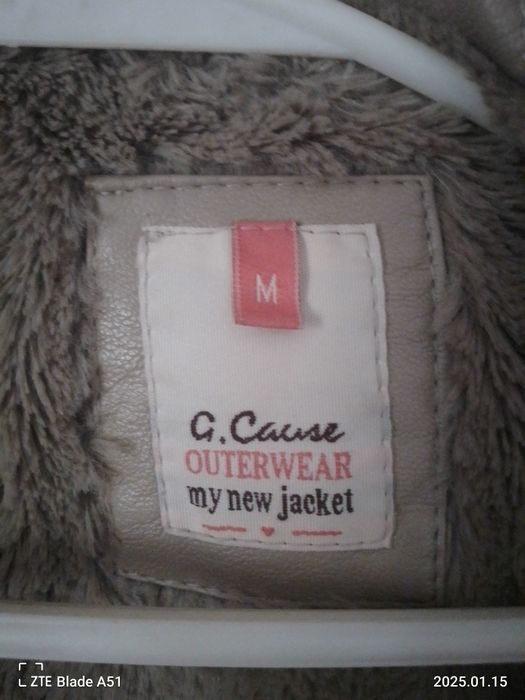 M
G.Cause
OUTERWEAR
my new jacket
ZTE Blade A51
2025.01.15